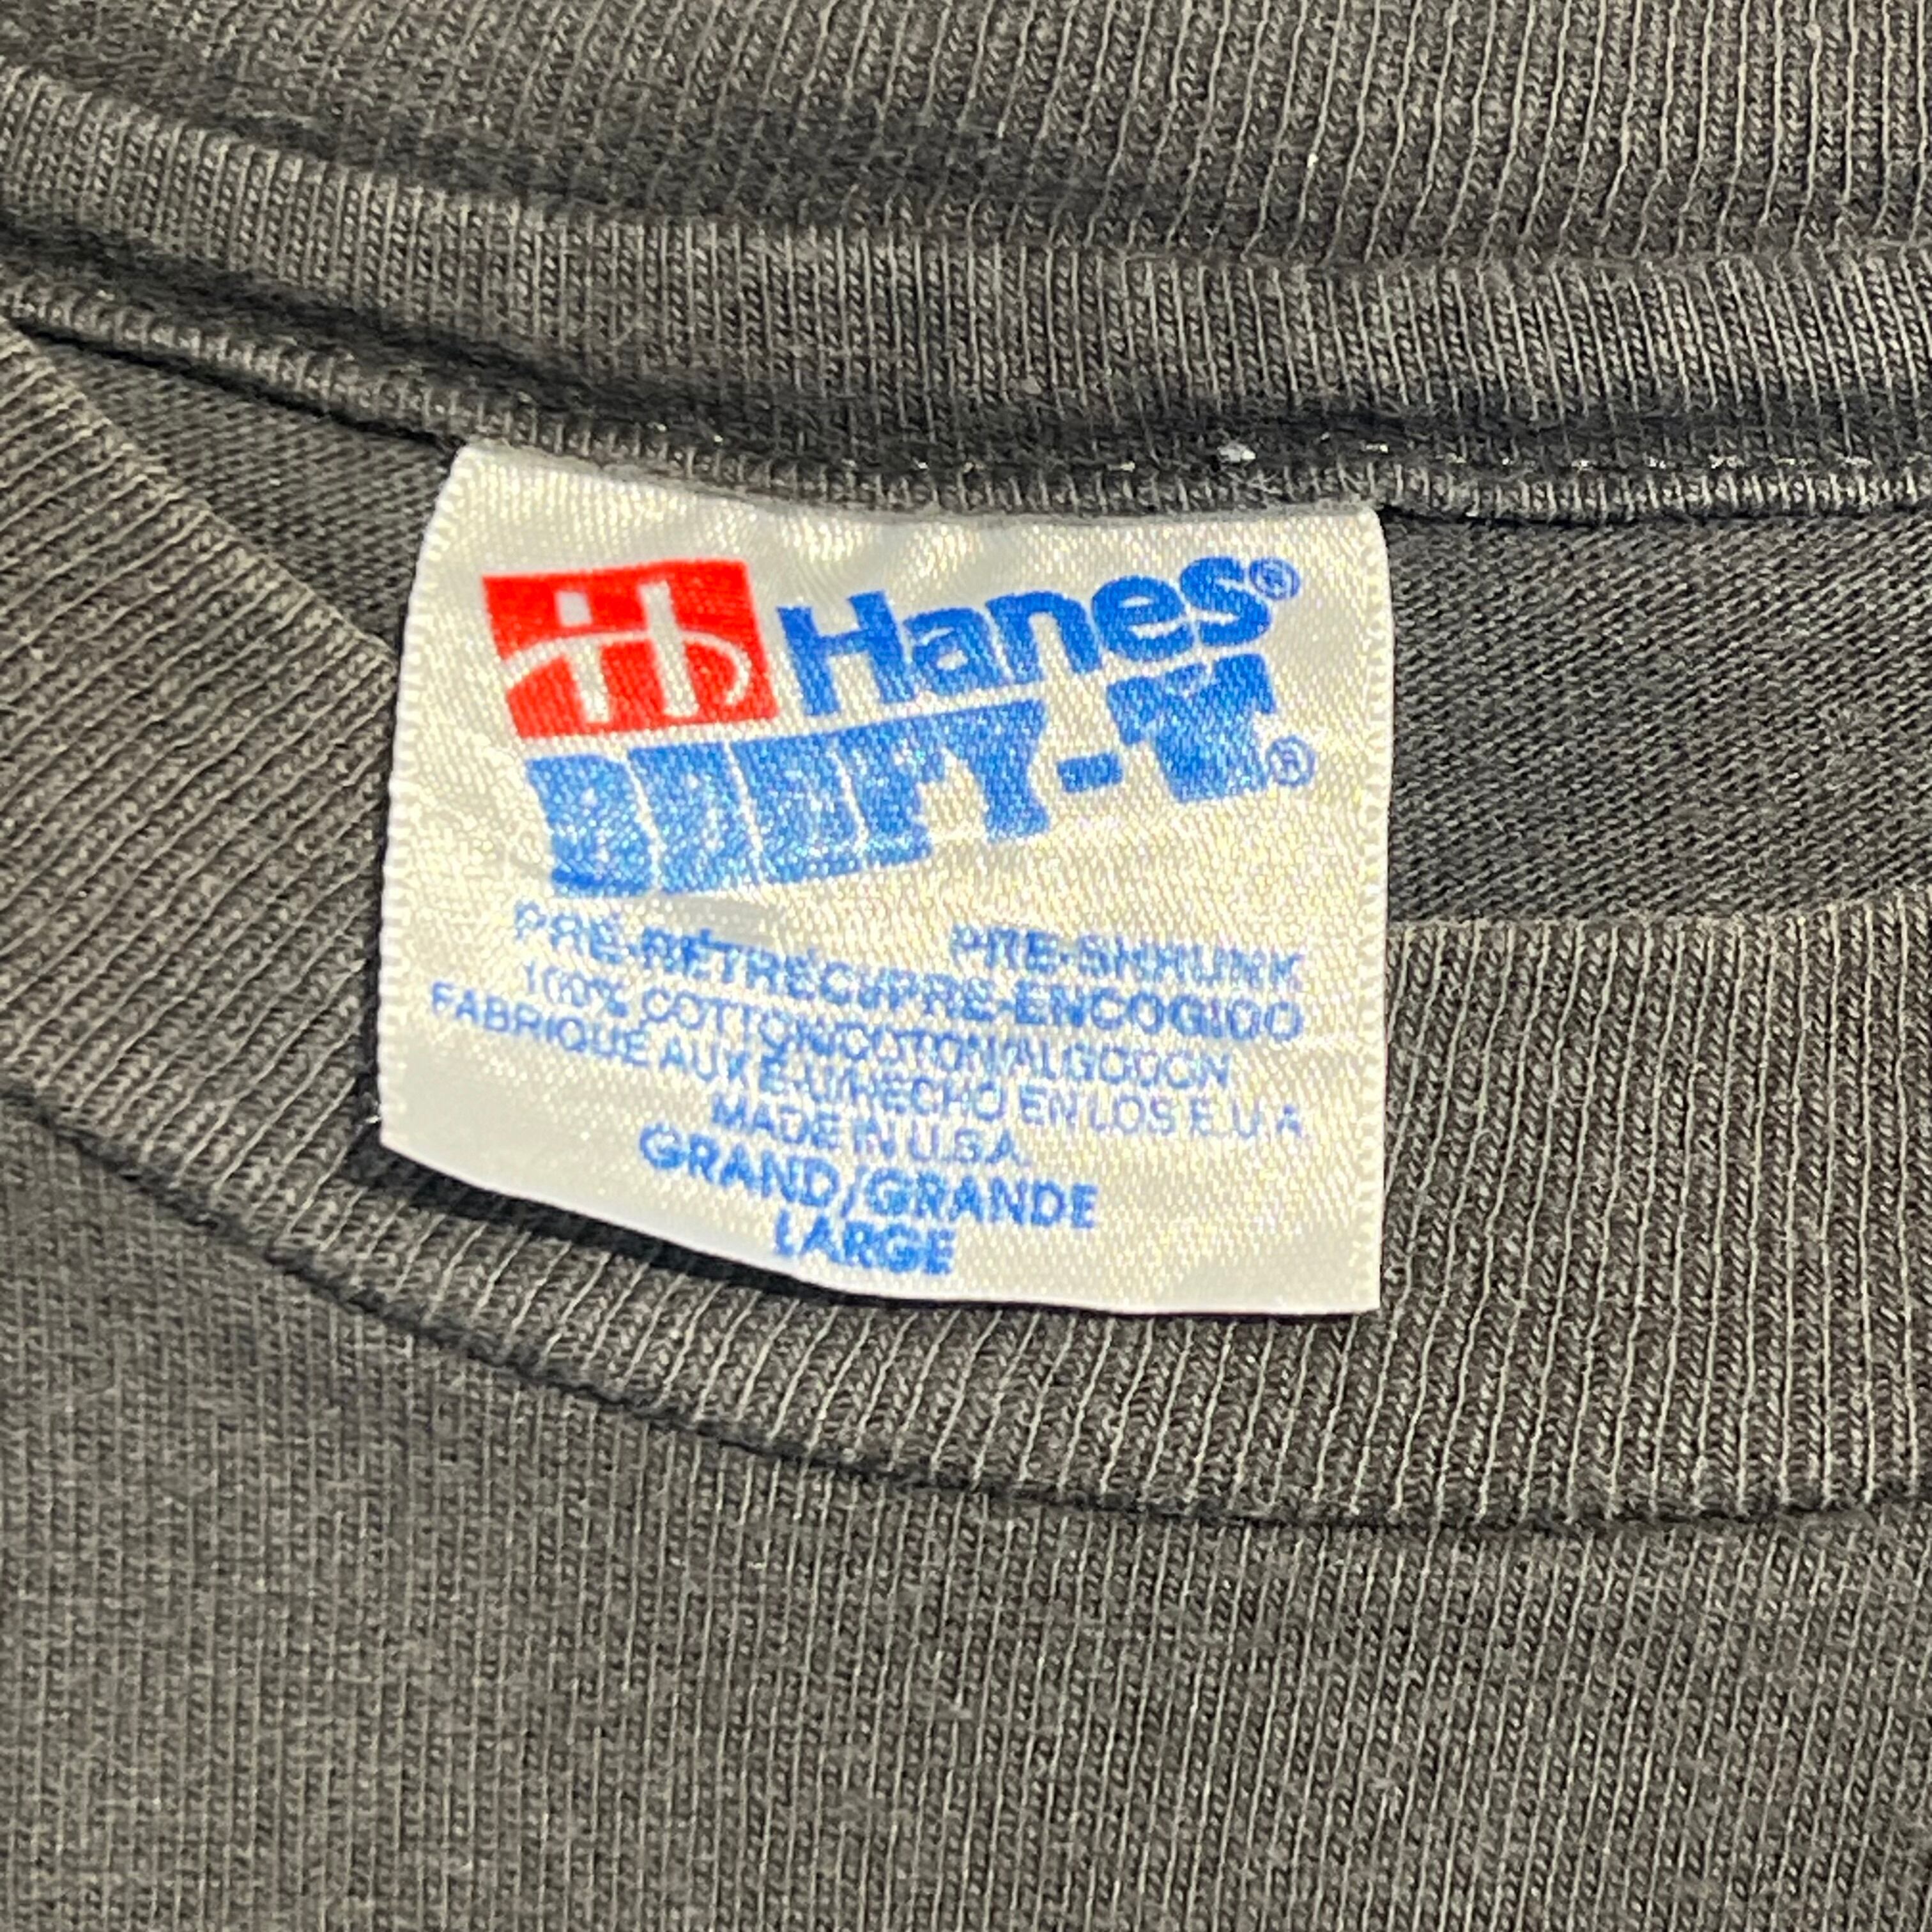 Hanes®
BEEFY-T®
PRE-SHRUNK
PRÉ-RÉTRÉCI/PRE-ENCOGIDO
100% COTTON/COTON/ALGODON
FABRIQUÉ AUX E.-U/HECHO EN LOS E.U.A
MADE IN U.S.A.
GRAND/GRANDE
LARGE